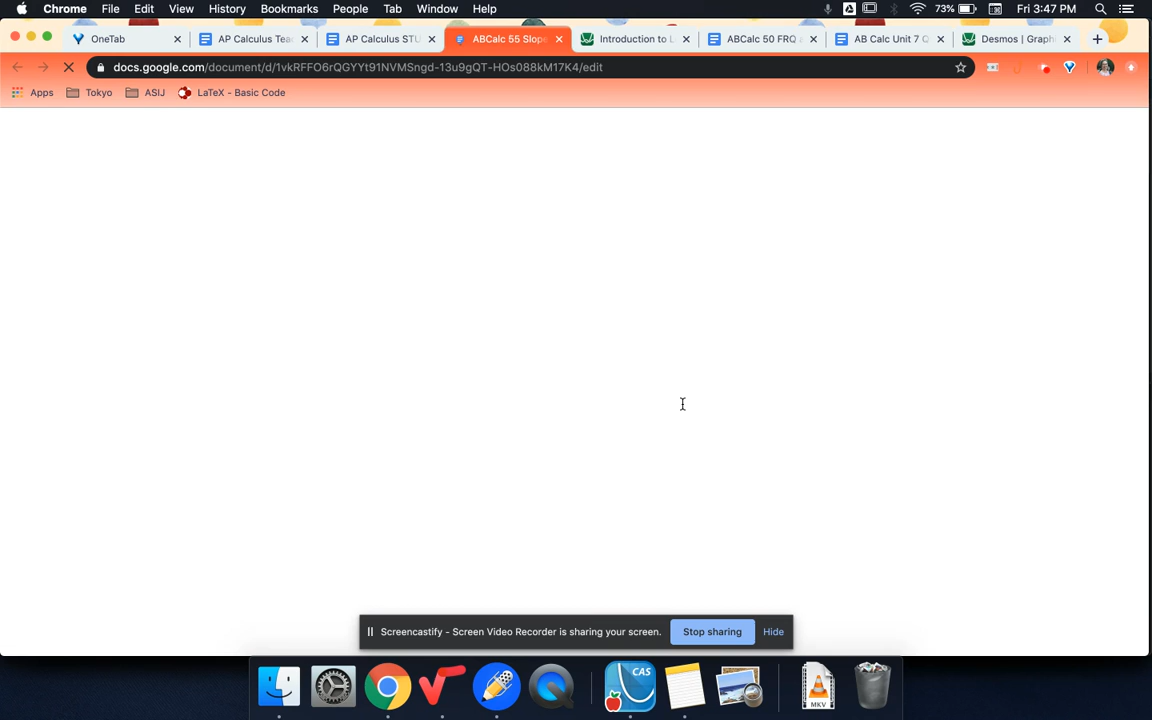 Chrome File Edit View History Bookmarks People Tab Window Help 73% Fri 3:47 PM
OneTab AP Calculus Tea AP Calculus STU ABCalc 55 Slope Introduction to L ABCalc 50 FRQ a AB Calc Unit 7 Q Desmos | Graph
docs.google.com/document/d/1vkRFFO6rQGYYt91NVMSngd-13u9gQT-HOs088kM17K4/edit
Apps Tokyo ASIJ LaTeX - Basic Code
Screencastify - Screen Video Recorder is sharing your screen. Stop sharing Hide
CAS
MKV